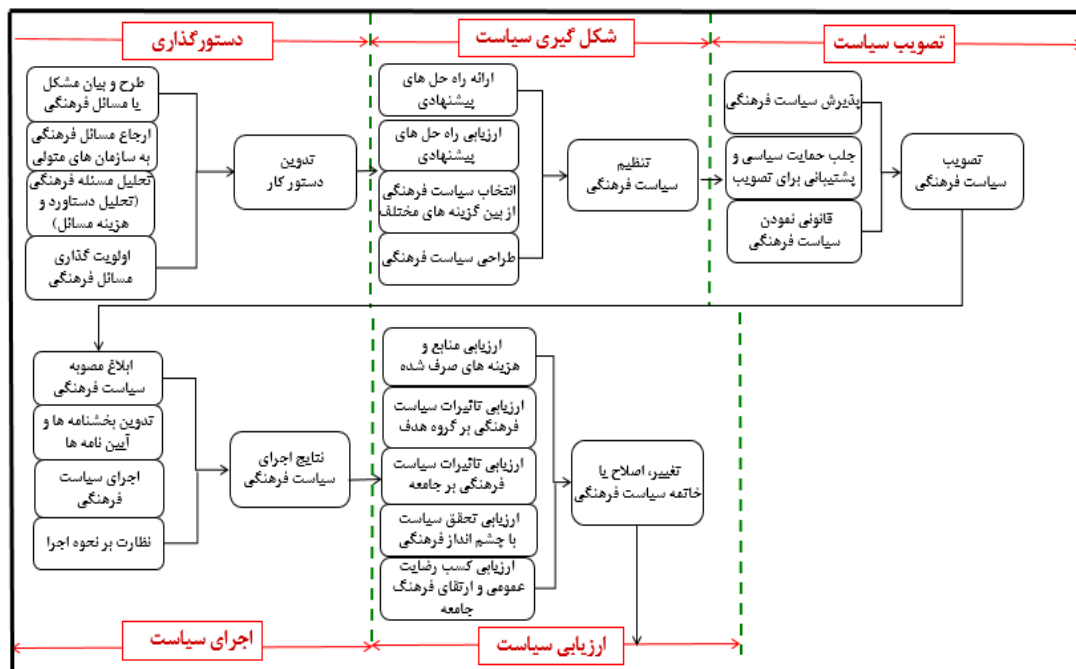 دستورگذاری
طرح و بیان مشکل
یا مسائل فرهنگی
ارجاع مسائل فرهنگی
به سازمان های متولی
تحلیل مسئله فرهنگی
(تحلیل دستاورد و
هزینه مسائل)
اولویت گذاری
مسائل فرهنگی
تدوین
دستور کار
شکل گیری سیاست
ارائه راه حل های
پیشنهادی
ارزیابی راه حل های
پیشنهادی
انتخاب سیاست فرهنگی
از بین گزینه های مختلف
طراحی سیاست فرهنگی
تنظیم
سیاست فرهنگی
تصویب سیاست
پذیرش سیاست فرهنگی
جلب حمایت سیاسی و
پشتیبانی برای تصویب
قانونی نمودن
سیاست فرهنگی
تصویب
سیاست فرهنگی
ابلاغ مصوبه
سیاست فرهنگی
تدوین بخشنامه ها و
آیین نامه ها
اجرای سیاست
فرهنگی
نظارت بر نحوه اجرا
نتایج اجرای
سیاست فرهنگی
اجرای سیاست
ارزیابی منابع و
هزینه های صرف شده
ارزیابی تاثیرات سیاست
فرهنگی بر گروه هدف
ارزیابی تاثیرات سیاست
فرهنگی بر جامعه
ارزیابی تحقق سیاست
با چشم انداز فرهنگی
ارزیابی کسب رضایت
عمومی و ارتقای فرهنگ
جامعه
تغییر، اصلاح یا
خاتمه سیاست فرهنگی
ارزیابی سیاست